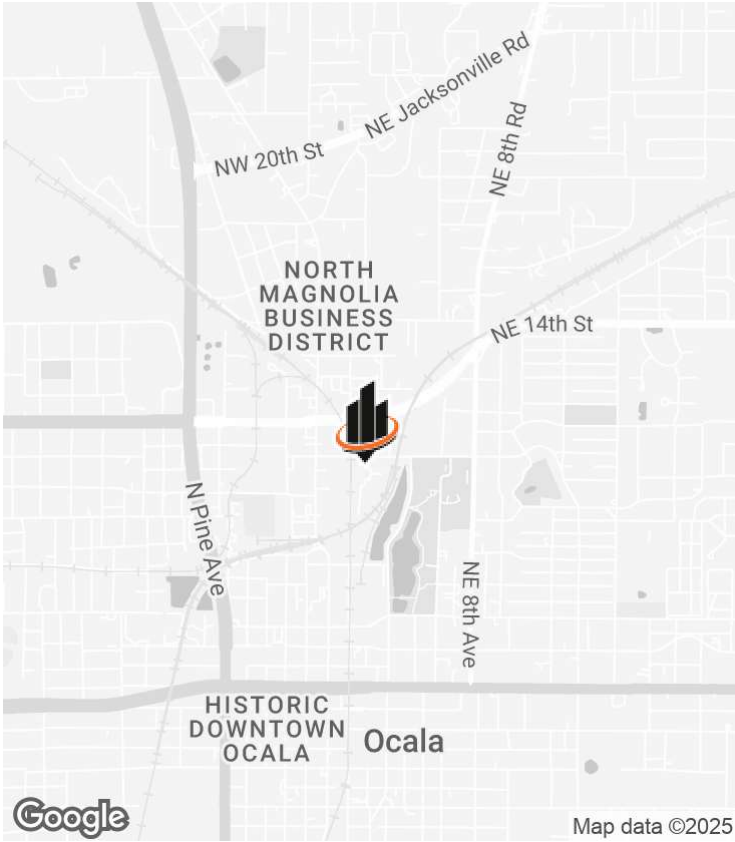 NE Jacksonville Rd
NW 20th St
NE 8th Rd
NORTH
MAGNOLIA
BUSINESS
DISTRICT
NE 14th St
N Pine Ave
NE 8th Ave
HISTORIC
DOWNTOWN
OCALA
Ocala
Google
Map data ©2025